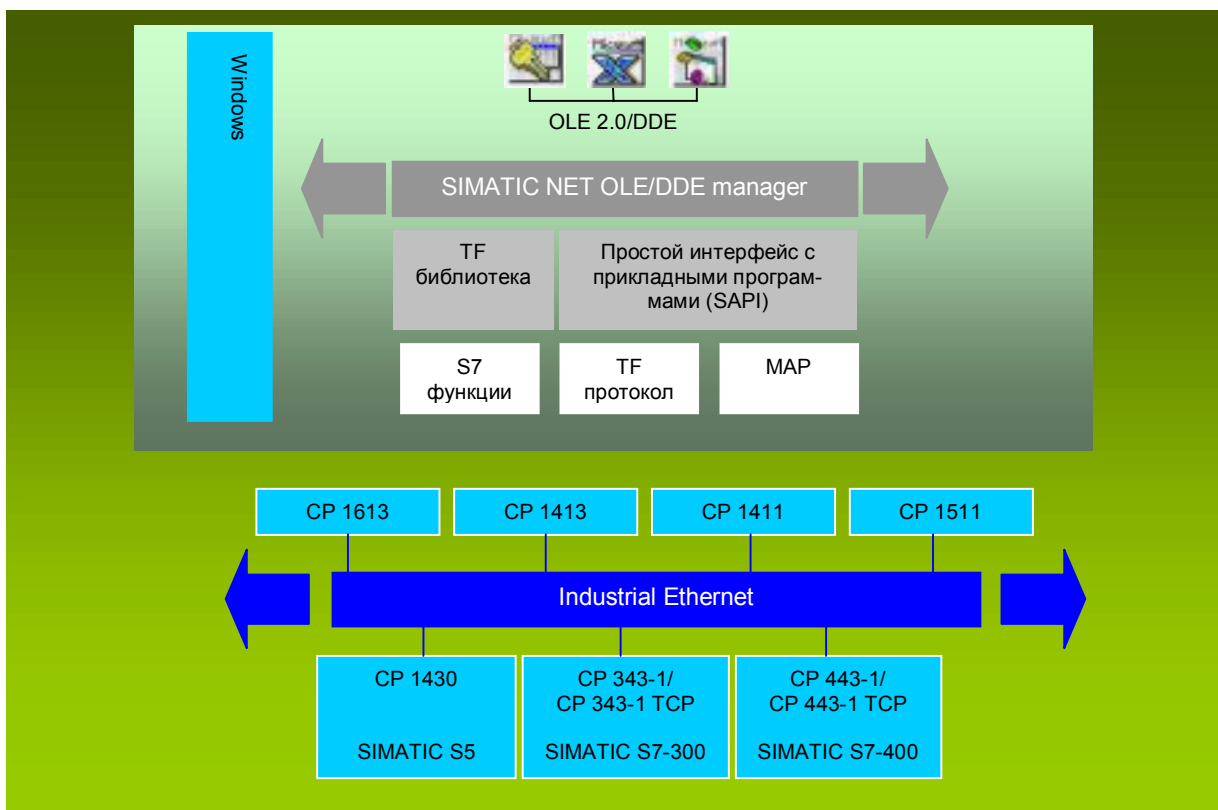 Windows
OLE 2.0/DDE
SIMATIC NET OLE/DDE manager
TF
библиотека
Простой интерфейс с
прикладными програм-
мами (SAPI)
S7
функции
TF
протокол
MAP
CP 1613
CP 1413
CP 1411
CP 1511
Industrial Ethernet
CP 1430
SIMATIC S5
CP 343-1/
CP 343-1 TCP
SIMATIC S7-300
CP 443-1/
CP 443-1 TCP
SIMATIC S7-400